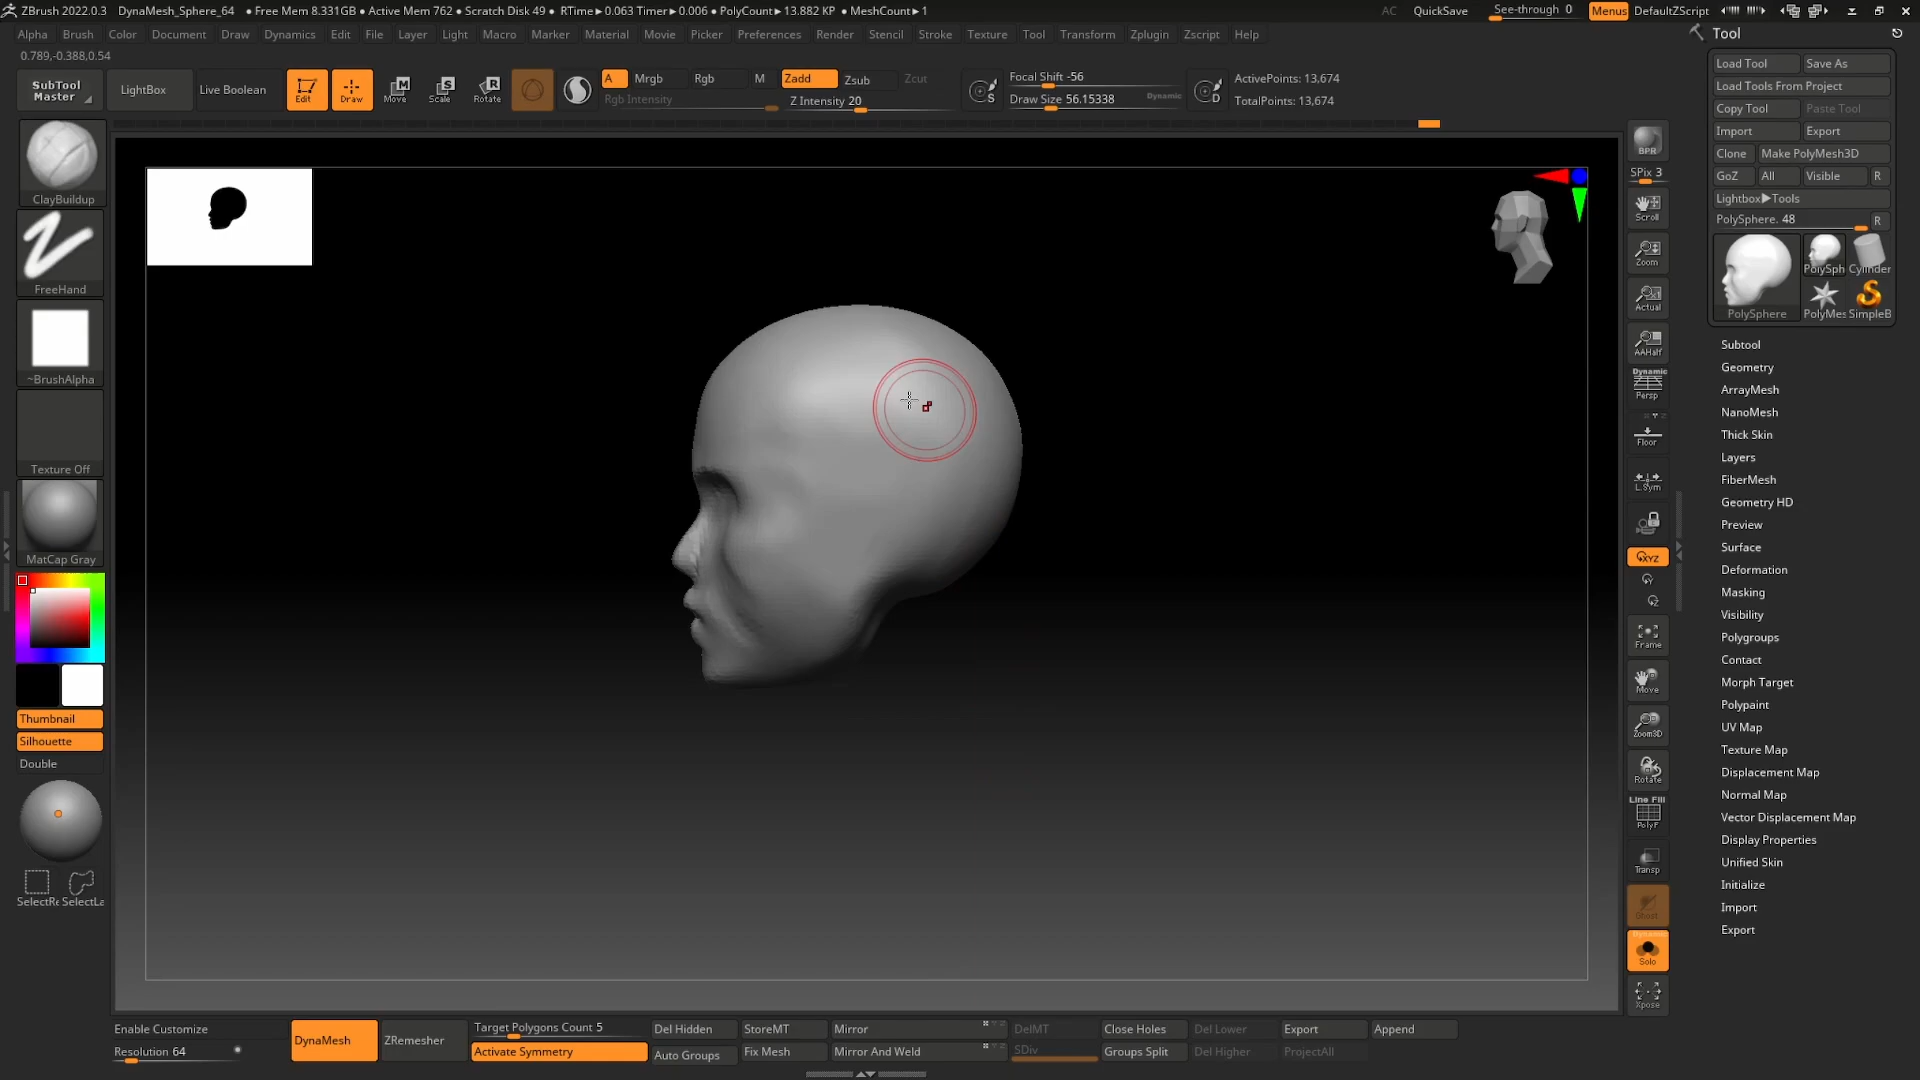 ZBrush 2022.0.3 DynaMesh_Sphere_64 • Free Mem 8.331GB • Active Mem 762 • Scratch Disk 49 • RTime▶0.063 Timer▶0.006 • PolyCount▶13.882 KP • MeshCount▶1 AC QuickSave See-through 0 Menus DefaultZScript
Alpha Brush Color Document Draw Dynamics Edit File Layer Light Macro Marker Material Movie Picker Preferences Render Stencil Stroke Texture Tool Transform Zplugin Zscript Help
0.789,-0.388,0.54
SubTool
Master
LightBox
Live Boolean
Edit
Draw
Move
Scale
Rotate
A Mrgb Rgb M Zadd Zsub Zcut
Rgb Intensity Z Intensity 20
S
Focal Shift -56
Draw Size 56.15338 Dynamic
D
ActivePoints: 13,674
TotalPoints: 13,674
ClayBuildup
FreeHand
~BrushAlpha
Texture Off
MatCap Gray
Thumbnail
Silhouette
Double
SelectRe SelectLa
BPR
SPix 3
Scroll
Zoom
Actual
AAHalf
Dynamic
Persp
Floor
L.Sym
XYZ
Frame
Move
Zoom3D
Rotate
Line Fill
PolyF
Transp
Ghost
Dynamic
Solo
Xpose
Tool
Load Tool Save As
Load Tools From Project
Copy Tool Paste Tool
Import Export
Clone Make PolyMesh3D
GoZ All Visible R
Lightbox▶Tools
PolySphere. 48 R
PolySphere
PolySph Cylinder
PolyMes SimpleB
Subtool
Geometry
ArrayMesh
NanoMesh
Thick Skin
Layers
FiberMesh
Geometry HD
Preview
Surface
Deformation
Masking
Visibility
Polygroups
Contact
Morph Target
Polypaint
UV Map
Texture Map
Displacement Map
Normal Map
Vector Displacement Map
Display Properties
Unified Skin
Initialize
Import
Export
Enable Customize
Resolution 64
DynaMesh
ZRemesher
Target Polygons Count 5
Activate Symmetry
Del Hidden
Auto Groups
StoreMT
Fix Mesh
Mirror
Mirror And Weld
DelMT
SDiv
Close Holes
Groups Split
Del Lower
Del Higher
Export
ProjectAll
Append